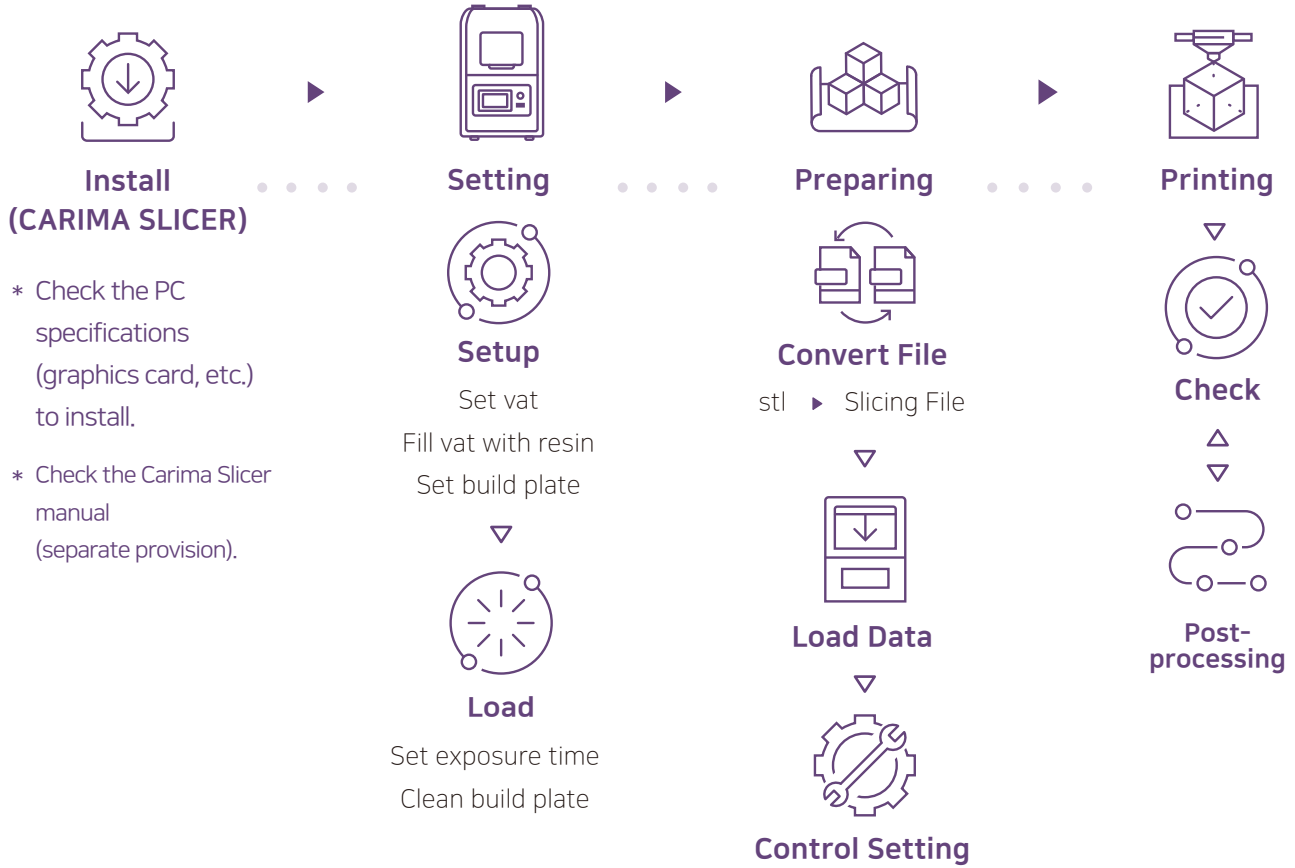 Install
(CARIMA SLICER)
* Check the PC
specifications
(graphics card, etc.)
to install.
* Check the Carima Slicer
manual
(separate provision).
Setting
Setup
Set vat
Fill vat with resin
Set build plate
Load
Set exposure time
Clean build plate
Preparing
Convert File
stl ▶ Slicing File
Load Data
Control Setting
Printing
Check
Post-
processing